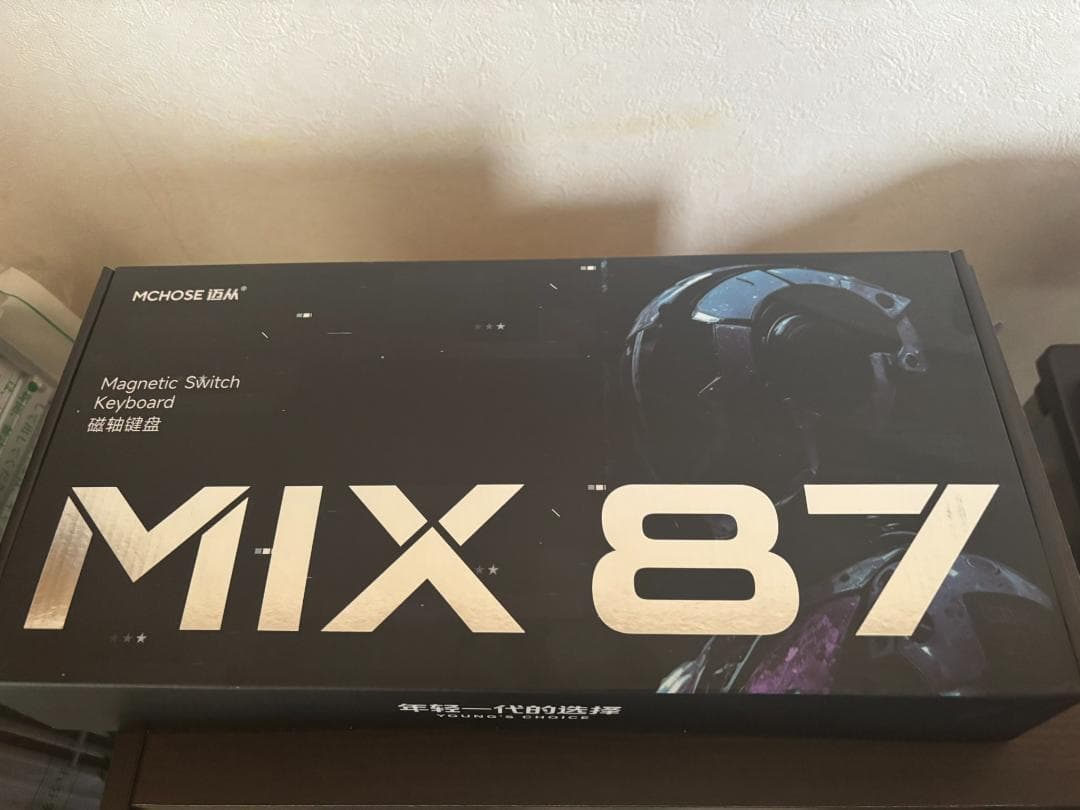 MCHOSE 迈从®
Magnetic Switch
Keyboard
磁轴键盘
MIX 87
年轻一代的选择
YOUNG'S CHOICE